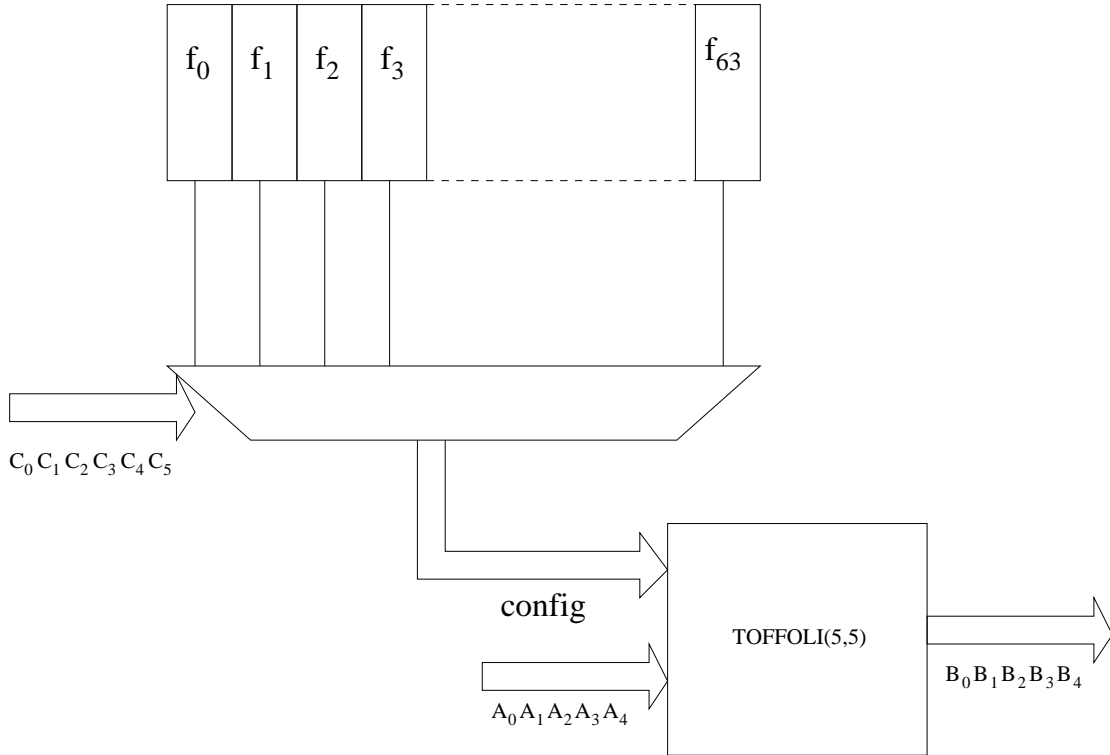 f₀ f₁ f₂ f₃ f₆₃
C₀ C₁ C₂ C₃ C₄ C₅
config
TOFFOLI(5,5)
A₀ A₁ A₂ A₃ A₄
B₀ B₁ B₂ B₃ B₄